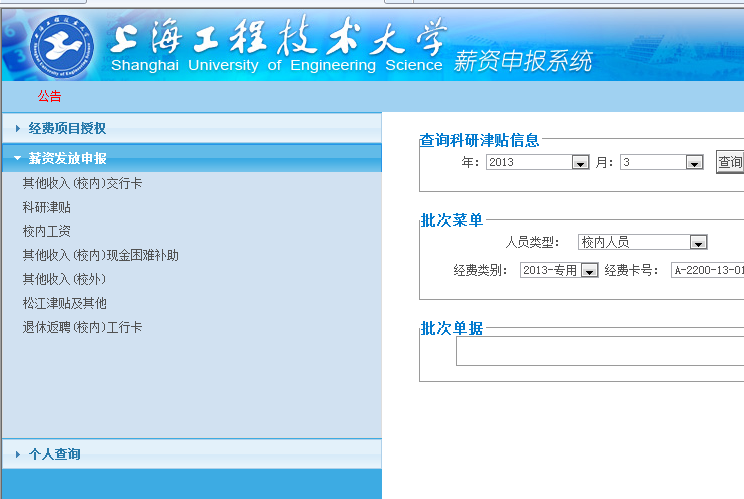 上海工程技术大学
Shanghai University of Engineering Science 薪资申报系统
公告
经费项目授权
薪资发放申报
其他收入(校内)交行卡
科研津贴
校内工资
其他收入(校内)现金困难补助
其他收入(校外)
松江津贴及其他
退休返聘(校内)工行卡
个人查询
查询科研津贴信息
年: 2013 月: 3 查询
批次菜单
人员类型: 校内人员
经费类别: 2013-专用 经费卡号: A-2200-13-01
批次单据